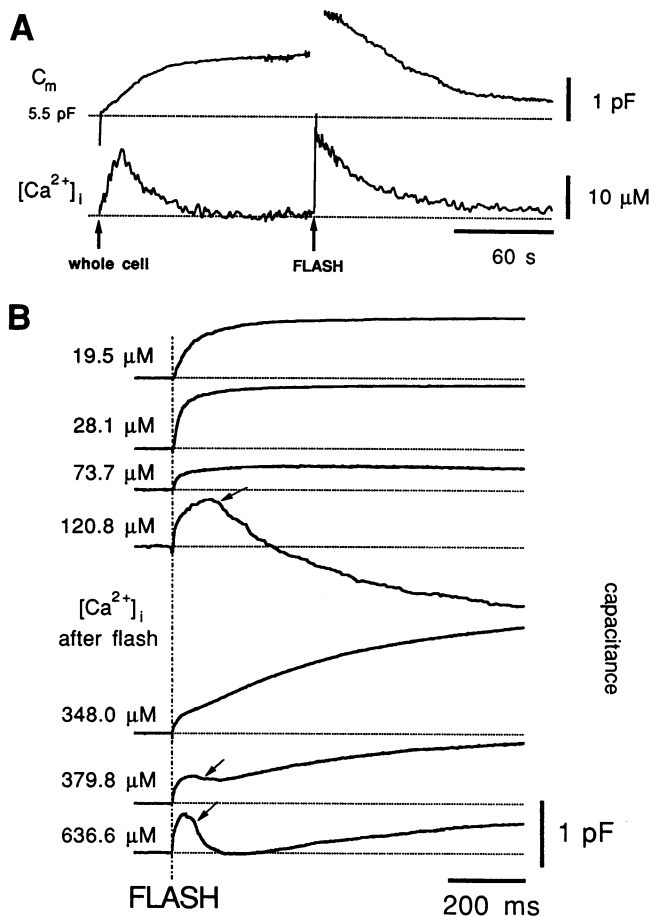 A
Cm
5.5 pF
1 pF
[Ca2+]i
10 µM
whole cell
FLASH
60 s
B
19.5 µM
28.1 µM
73.7 µM
120.8 µM
[Ca2+]i
after flash
capacitance
348.0 µM
379.8 µM
636.6 µM
1 pF
FLASH
200 ms